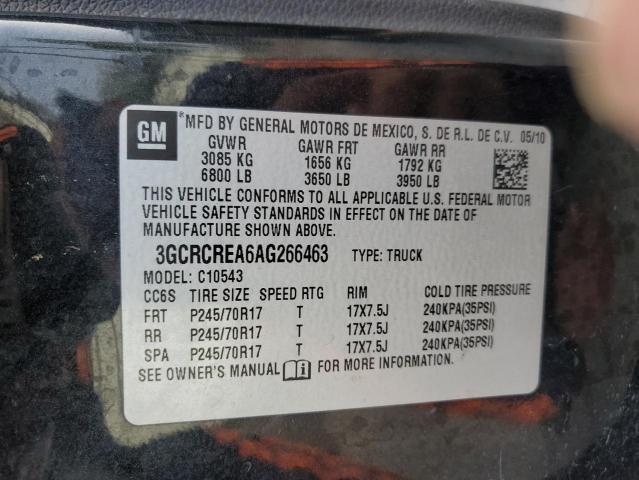 GM
*MFD BY GENERAL MOTORS DE MEXICO, S. DE R.L. DE C.V. 05/10
GVWR GAWR FRT GAWR RR
3085 KG 1656 KG 1792 KG
6800 LB 3650 LB 3950 LB
THIS VEHICLE CONFORMS TO ALL APPLICABLE U.S. FEDERAL MOTOR
VEHICLE SAFETY STANDARDS IN EFFECT ON THE DATE OF
MANUFACTURE SHOWN ABOVE.
3GCRCREA6AG266463 TYPE: TRUCK
MODEL: C10543
CC6S TIRE SIZE SPEED RTG RIM COLD TIRE PRESSURE
FRT P245/70R17 T 17X7.5J 240KPA(35PSI)
RR P245/70R17 T 17X7.5J 240KPA(35PSI)
SPA P245/70R17 T 17X7.5J 240KPA(35PSI)
SEE OWNER'S MANUAL FOR MORE INFORMATION.